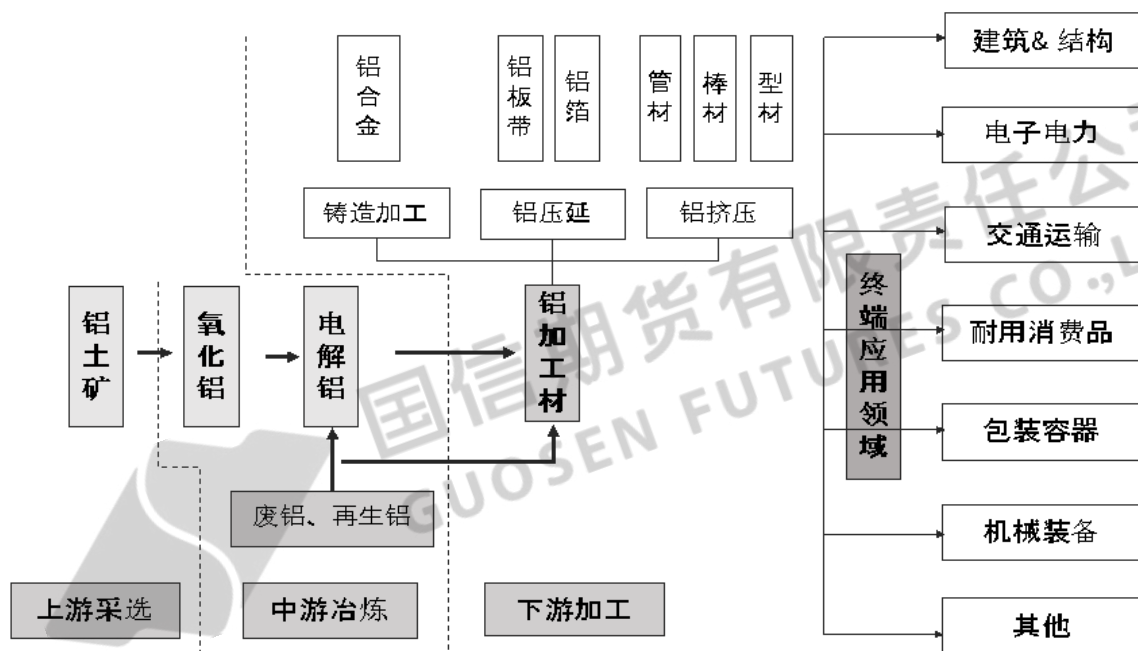 铝合金
铝板带
铝箔
管材
棒材
型材
铸造加工
铝压延
铝挤压
铝土矿
氧化铝
电解铝
铝加工材
废铝、再生铝
上游采选
中游冶炼
下游加工
终端应用领域
建筑& 结构
电子电力
交通运输
耐用消费品
包装容器
机械装备
其他
国信期货有限责任公司
GUOSEN FUTURES CO.,L